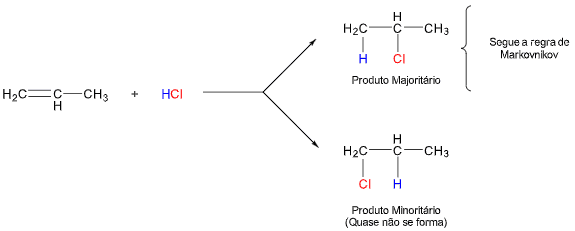 H
H₂C CH₃
C
H Cl
Produto Majoritário
Segue a regra de
Markovnikov
H₂C C CH₃ + HCl
H
H
H₂C C CH₃
Cl H
Produto Minoritário
(Quase não se forma)